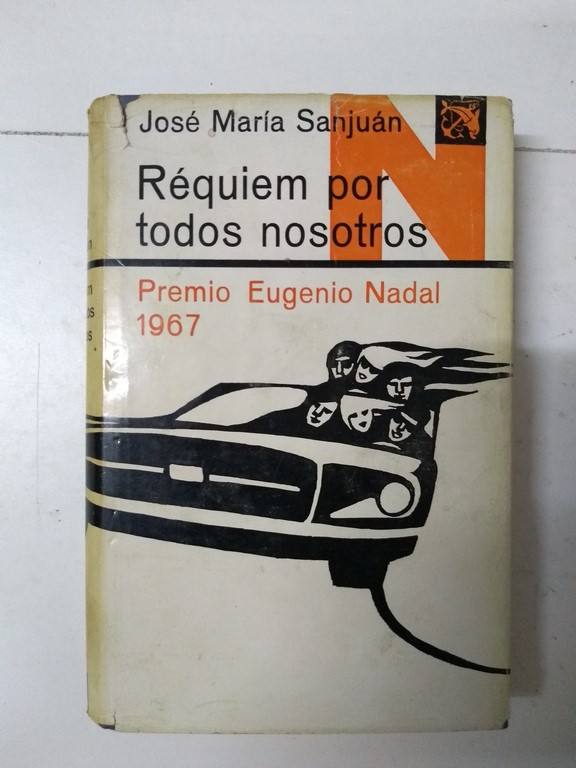 José María Sanjuán
N
Réquiem por
todos nosotros
Premio Eugenio Nadal
1967